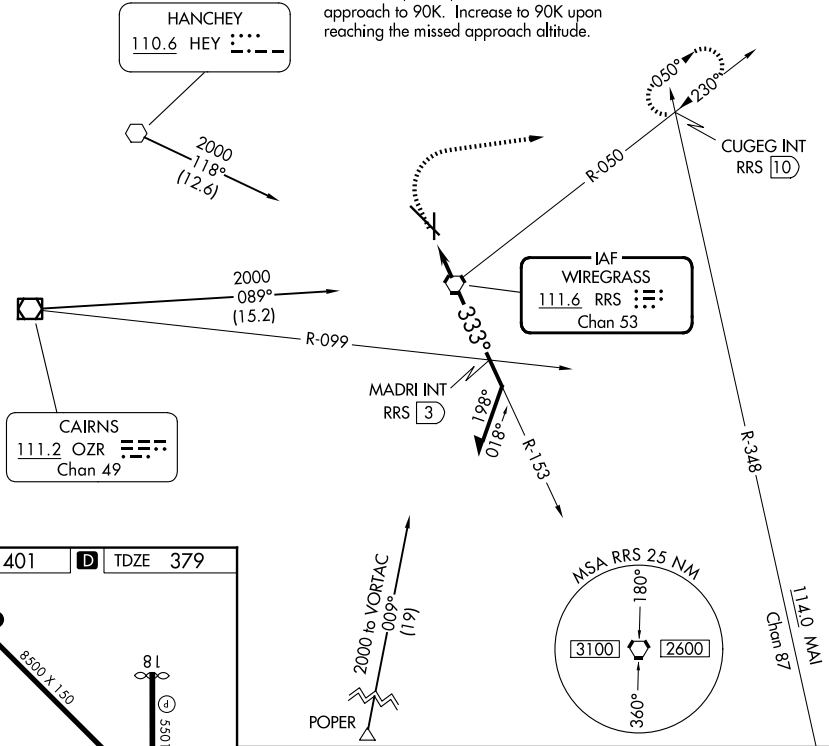 approach to 90K. Increase to 90K upon
reaching the missed approach altitude.
HANCHEY
110.6 HEY
2000
118°
(12.6)
050°
230°
CUGEG INT
RRS 10
R-050
IAF
WIREGRASS
111.6 RRS
Chan 53
2000
089°
(15.2)
R-099
333°
MADRI INT
RRS 3
198°
018°
R-153
CAIRNS
111.2 OZR
Chan 49
R-348
114.0 MAI
Chan 87
2000 to VORTAC
009°
(19)
POPER
MSA RRS 25 NM
180°
3100
2600
360°
401 D TDZE 379
8500 X 150
18
P 5501